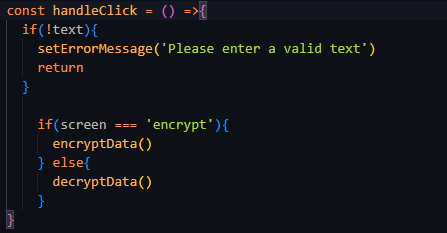 const handleClick = () =>{
  if(!text){
    setErrorMessage('Please enter a valid text')
    return
  }

    if(screen === 'encrypt'){
      encryptData()
    } else{
      decryptData()
    }
}